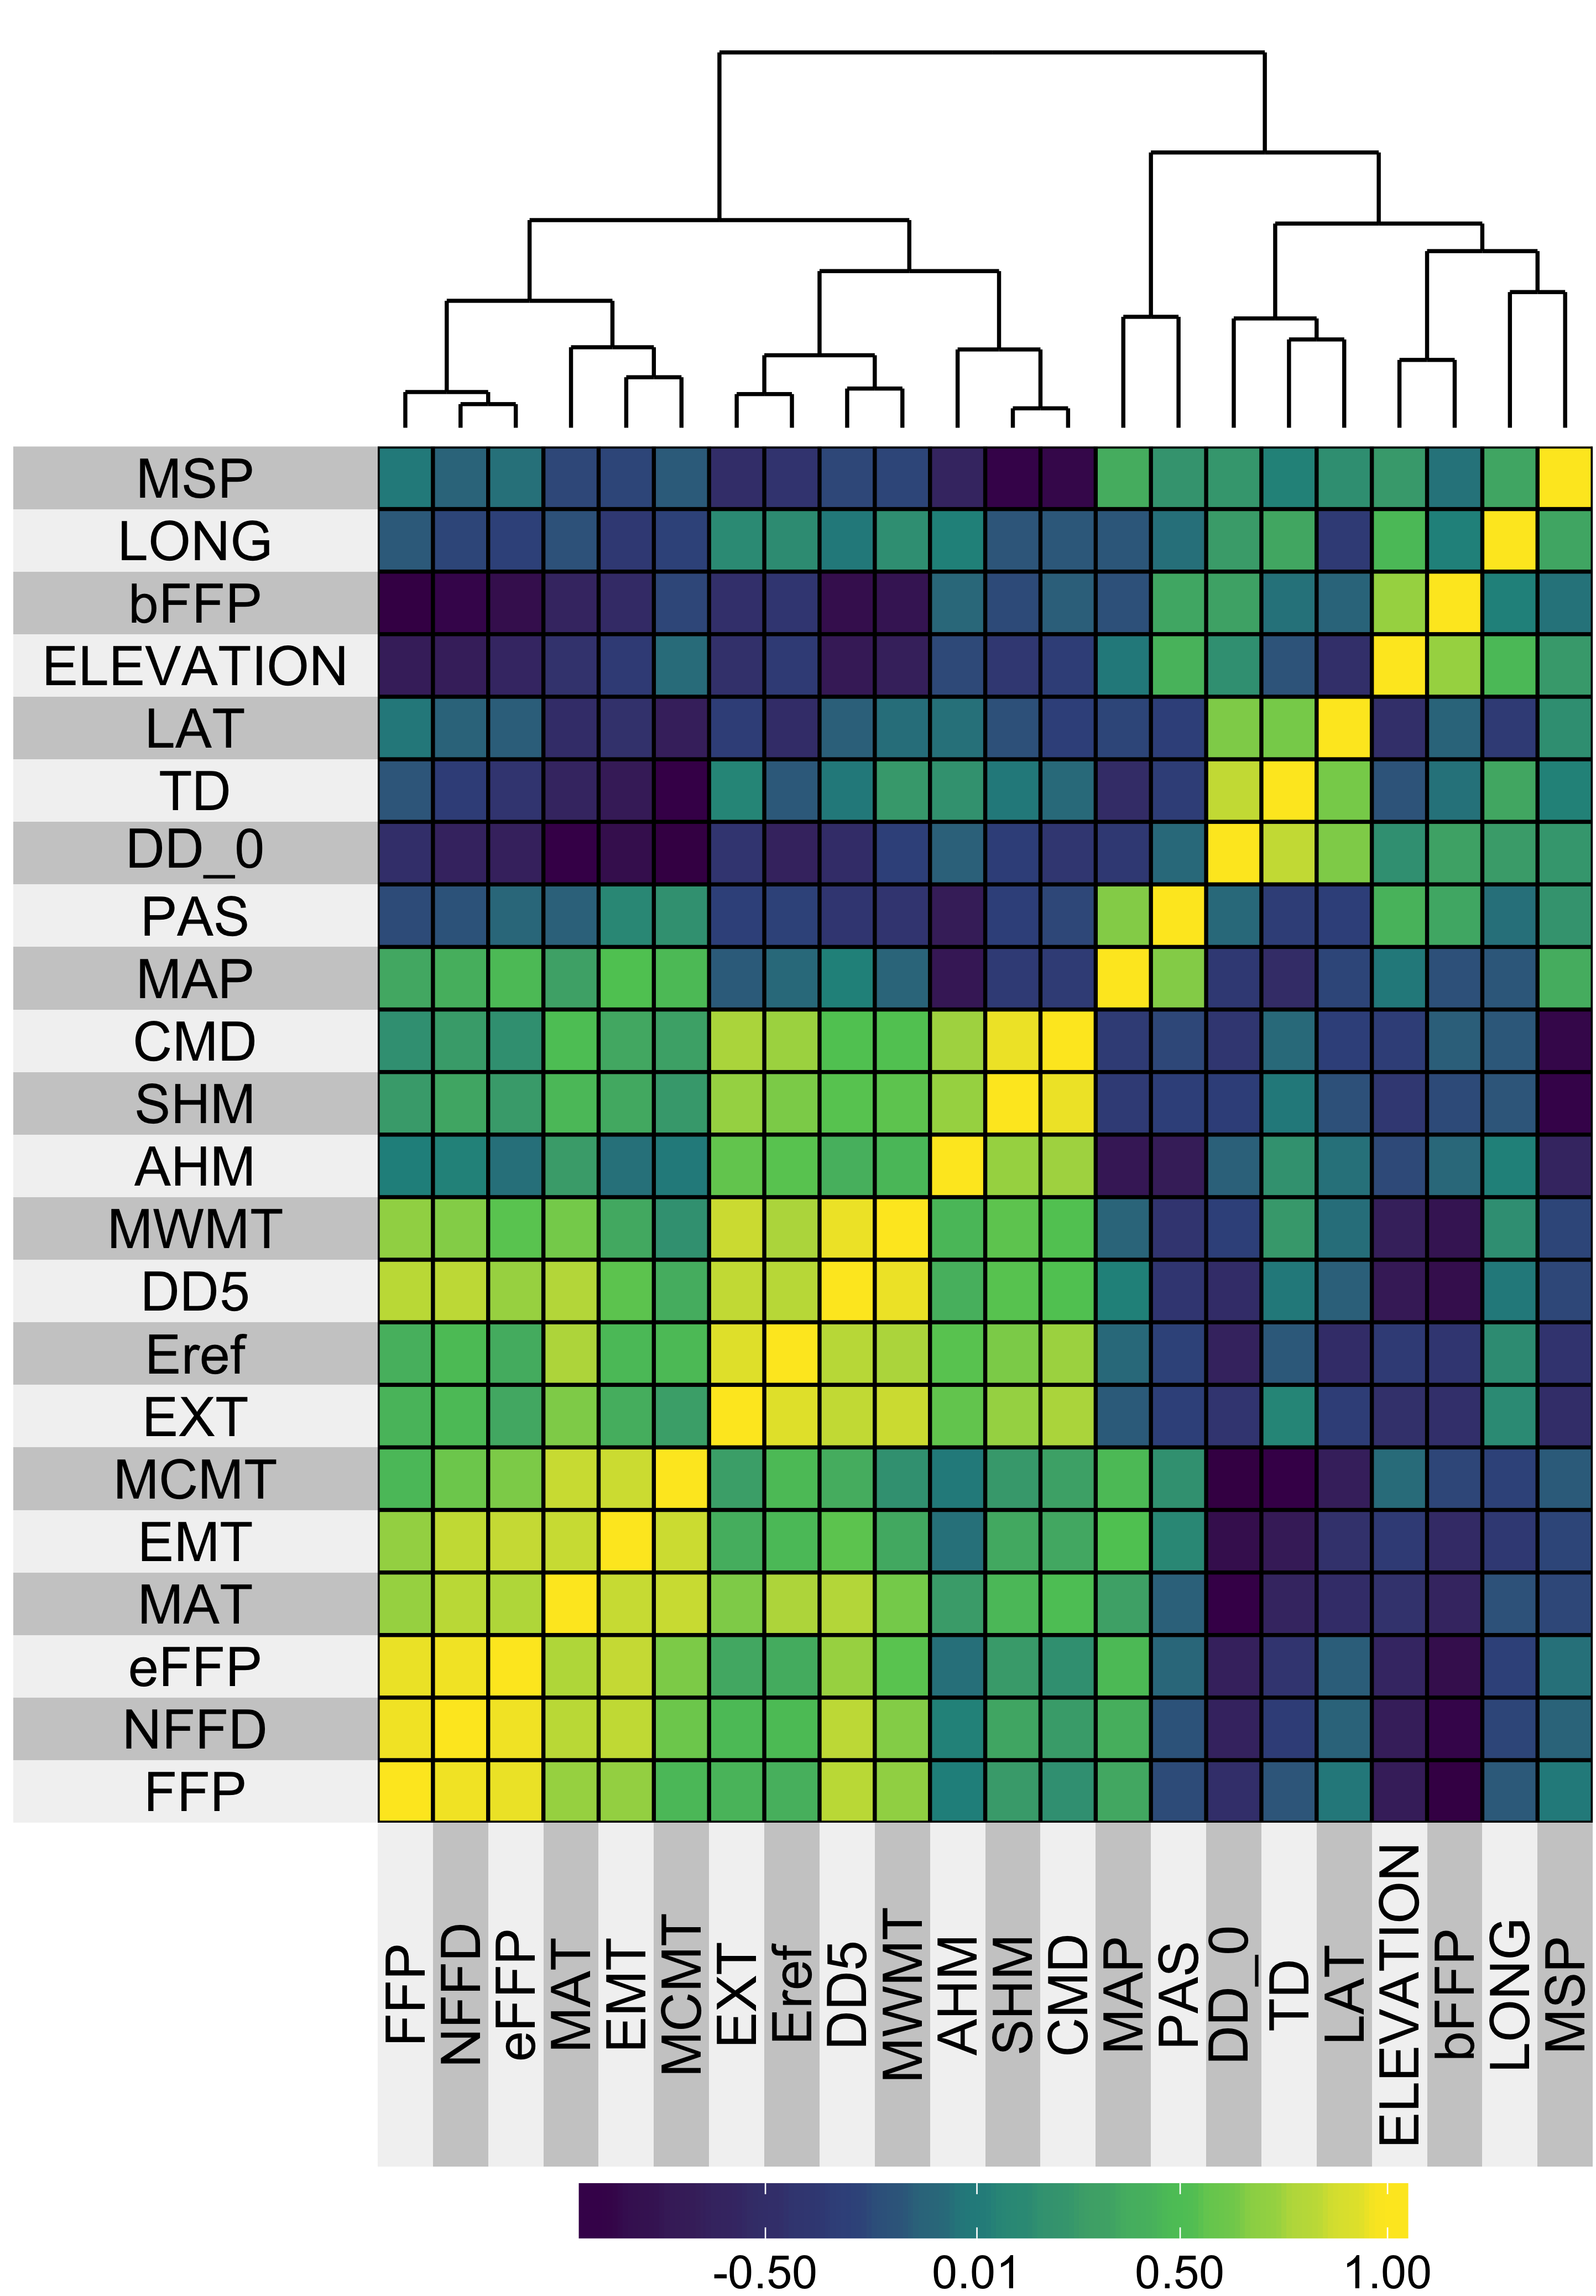 MSP
LONG
bFFP
ELEVATION
LAT
TD
DD_0
PAS
MAP
CMD
SHM
AHM
MWMT
DD5
Eref
EXT
MCMT
EMT
MAT
eFFP
NFFD
FFP
FFP
NFFD
eFFP
MAT
EMT
MCMT
EXT
Eref
DD5
MWMT
AHM
SHM
CMD
MAP
PAS
DD_0
TD
LAT
ELEVATION
bFFP
LONG
MSP
-0.50 0.01 0.50 1.00